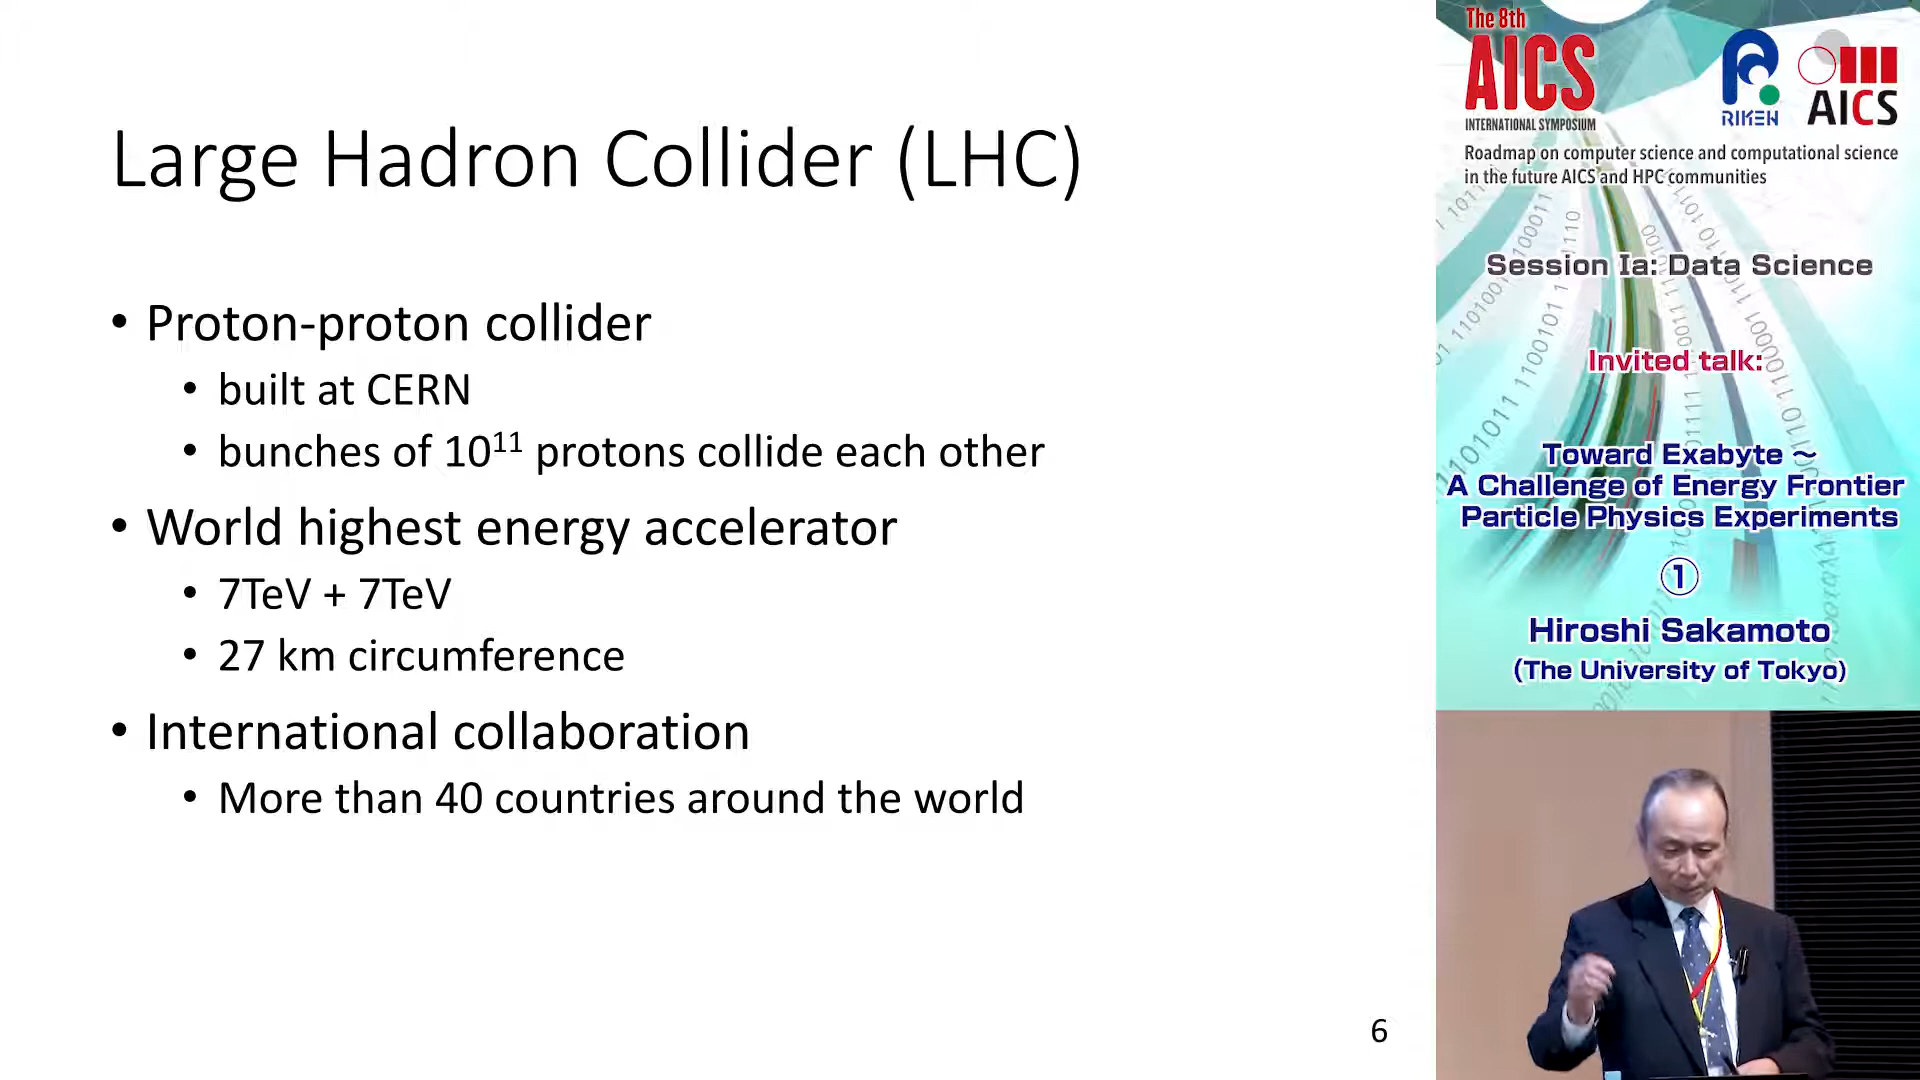 Large Hadron Collider (LHC)
• Proton-proton collider
• built at CERN
• bunches of 10¹¹ protons collide each other
• World highest energy accelerator
• 7TeV + 7TeV
• 27 km circumference
• International collaboration
• More than 40 countries around the world
6
The 8th
AICS
INTERNATIONAL SYMPOSIUM
RIKEN
AICS
Roadmap on computer science and computational science
in the future AICS and HPC communities
Session Ia: Data Science
Invited talk:
Toward Exabyte ～
A Challenge of Energy Frontier
Particle Physics Experiments
①
Hiroshi Sakamoto
(The University of Tokyo)